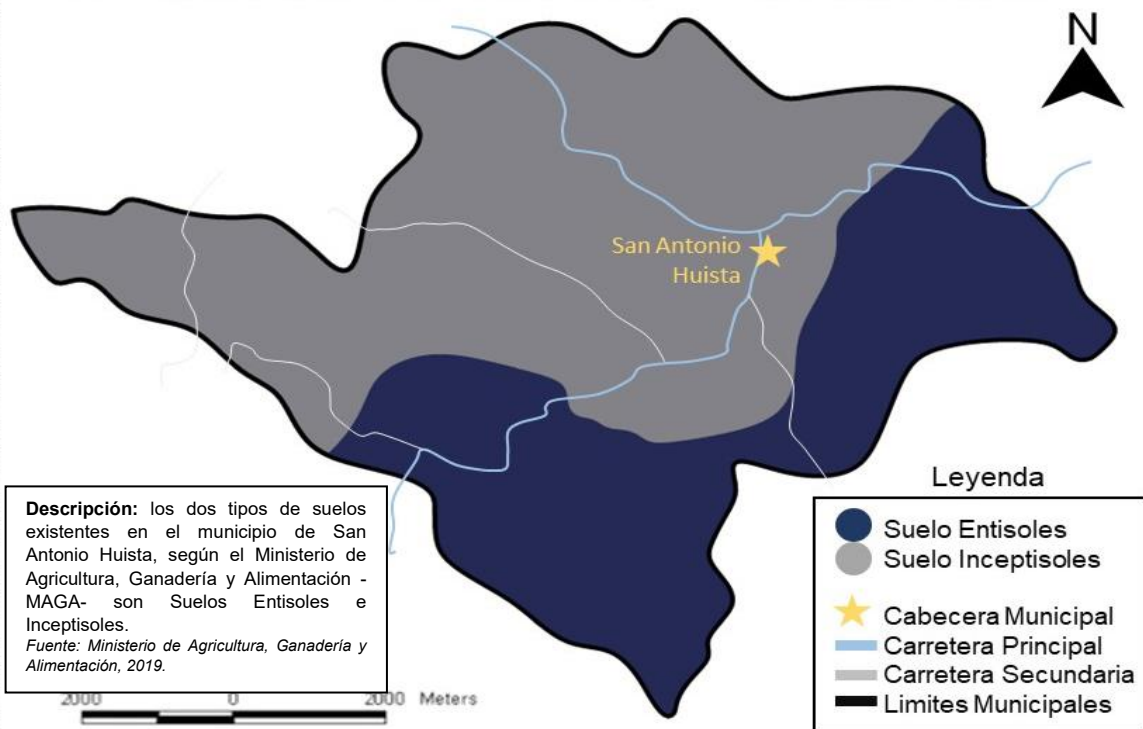 N
San Antonio
Huista
Leyenda
Suelo Entisoles
Suelo Inceptisoles
Cabecera Municipal
Carretera Principal
Carretera Secundaria
Limites Municipales
Descripción: los dos tipos de suelos
existentes en el municipio de San
Antonio Huista, según el Ministerio de
Agricultura, Ganadería y Alimentación -
MAGA- son Suelos Entisoles e
Inceptisoles.
Fuente: Ministerio de Agricultura, Ganadería y
Alimentación, 2019.
2000 0 2000 Meters